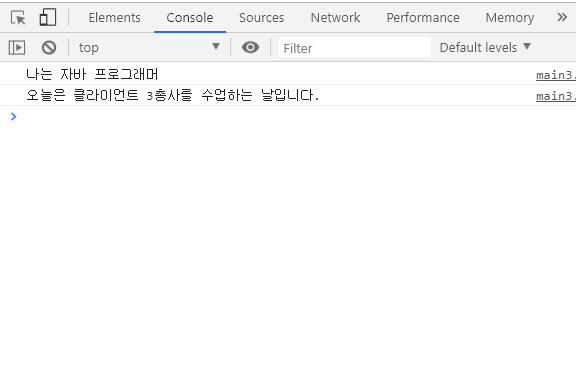 Elements Console Sources Network Performance Memory »
top Filter Default levels
나는 자바 프로그래머 main3.
오늘은 클라이언트 3총사를 수업하는 날입니다. main3.